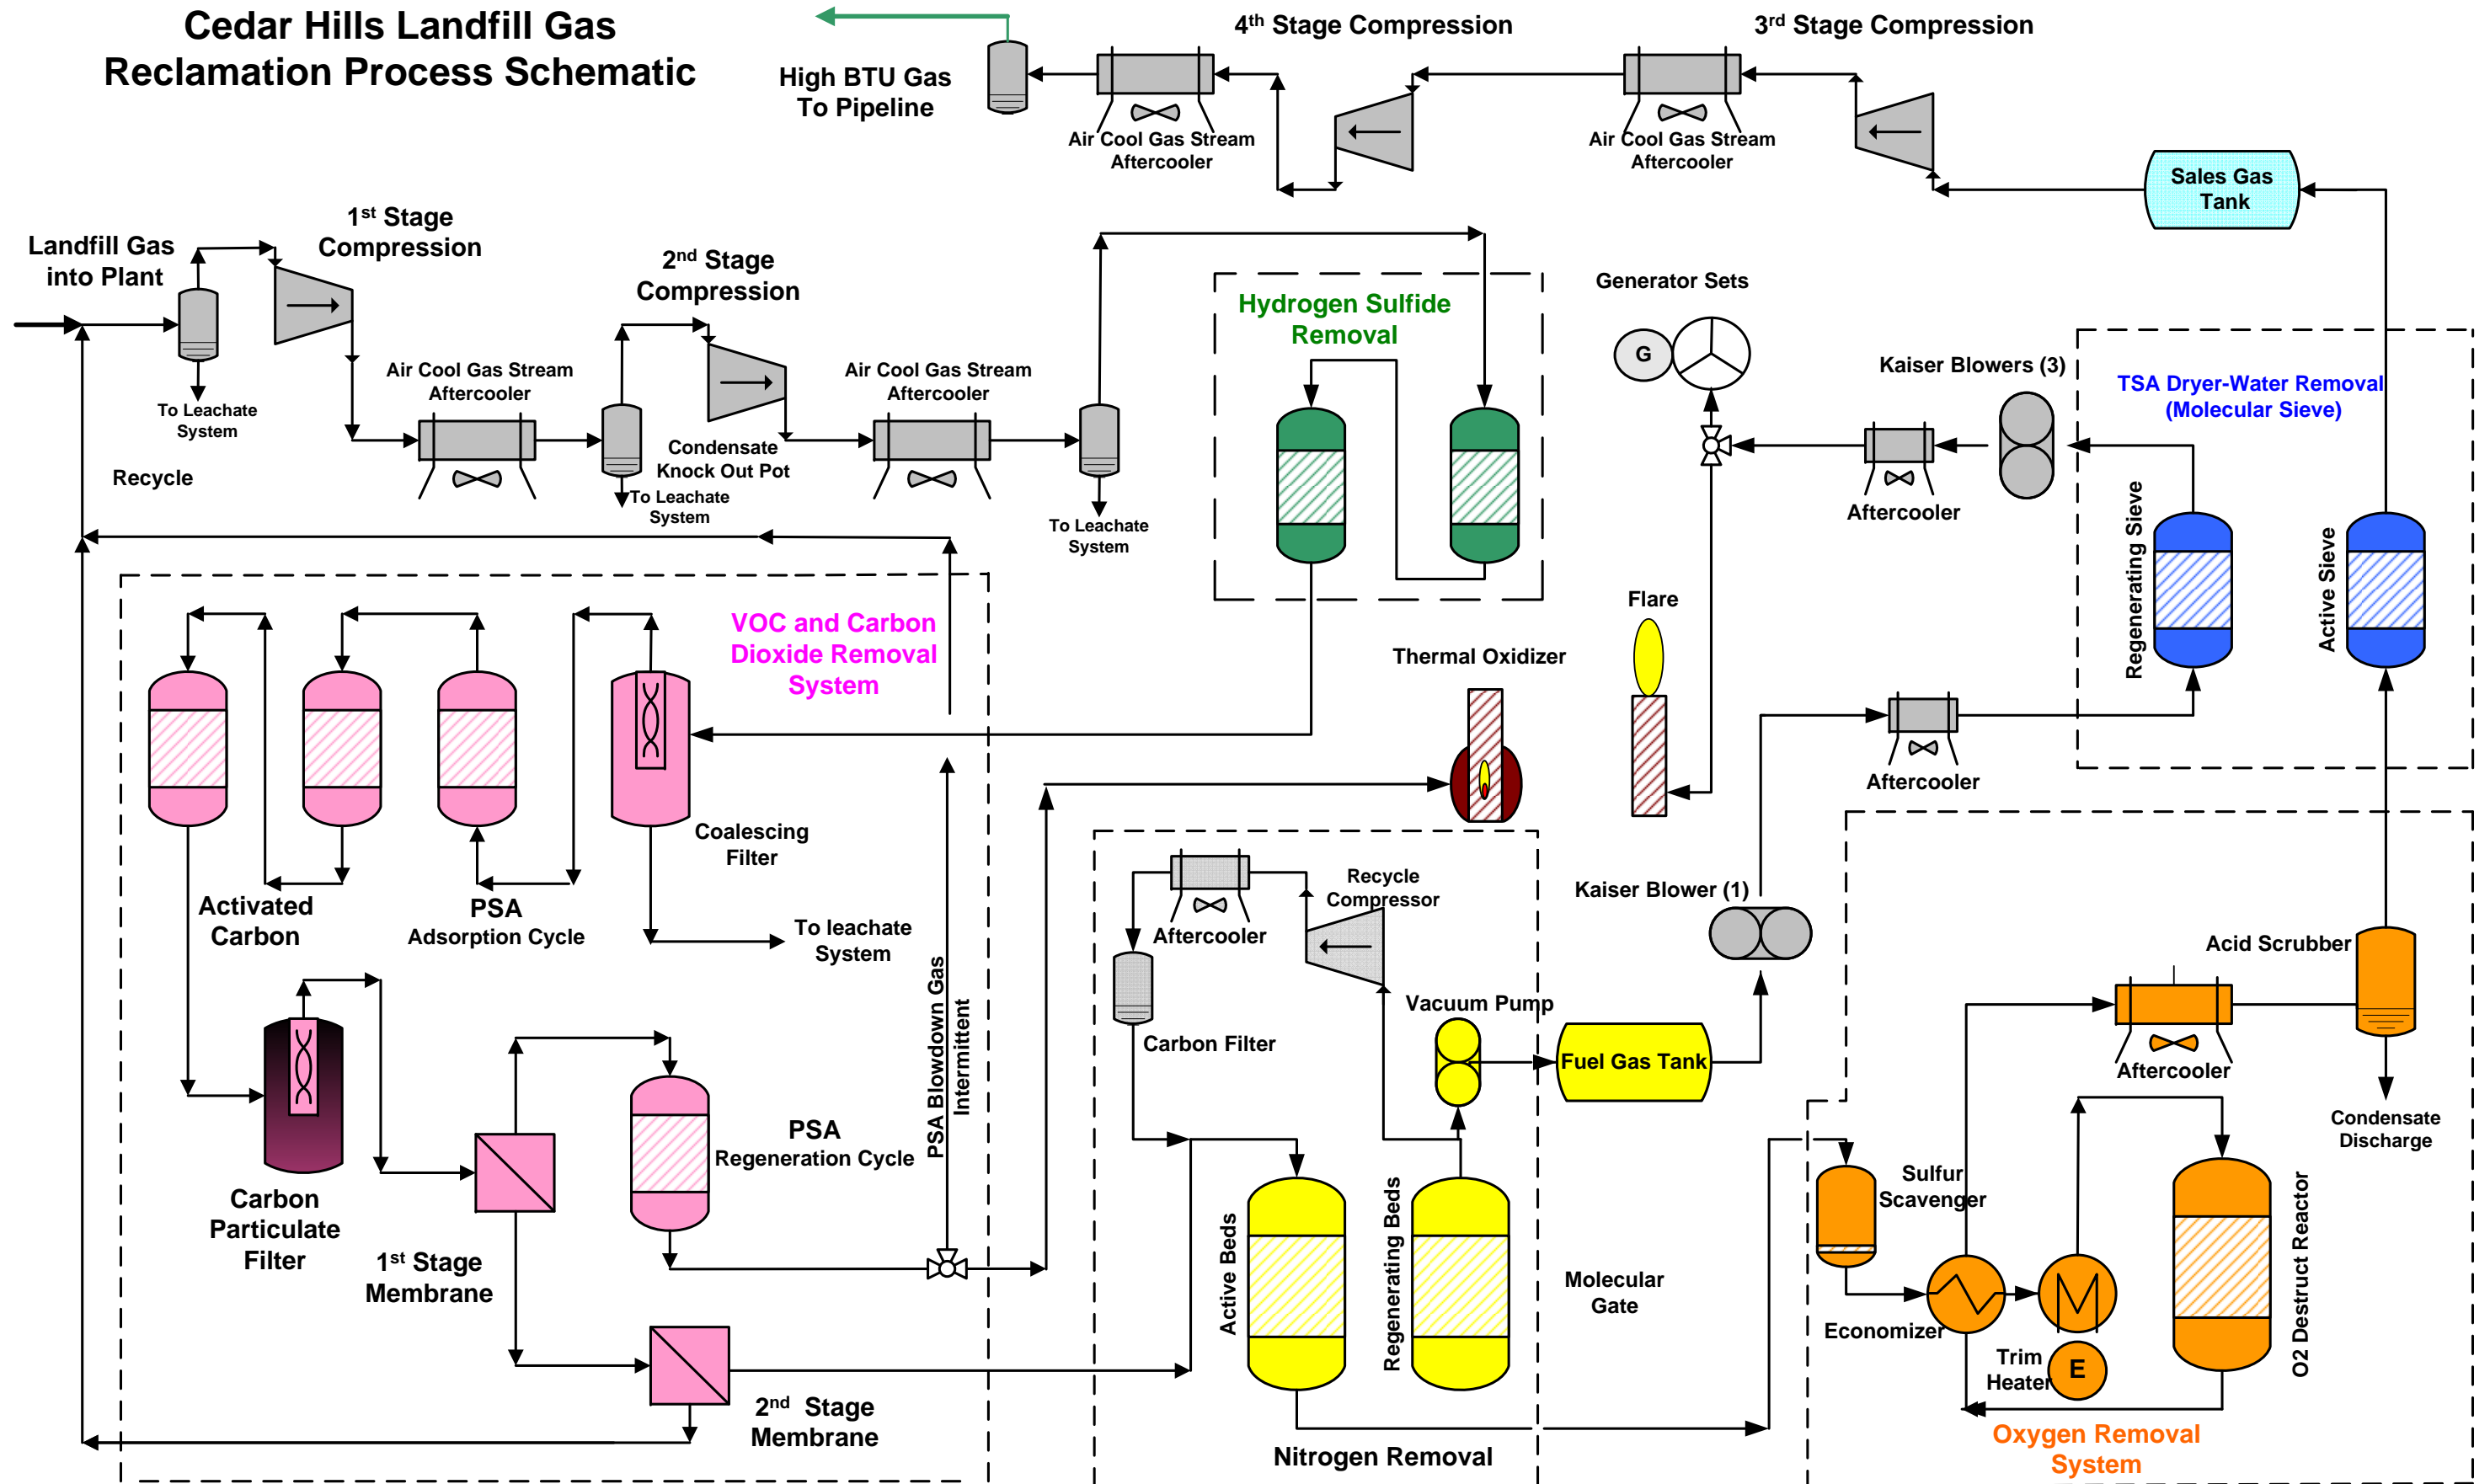 Cedar Hills Landfill Gas
Reclamation Process Schematic
High BTU Gas
To Pipeline
4th Stage Compression
3rd Stage Compression
Air Cool Gas Stream
Aftercooler
Air Cool Gas Stream
Aftercooler
Sales Gas
Tank
Landfill Gas
into Plant
1st Stage
Compression
2nd Stage
Compression
To Leachate
System
Recycle
Air Cool Gas Stream
Aftercooler
Condensate
Knock Out Pot
To Leachate
System
Air Cool Gas Stream
Aftercooler
To Leachate
System
Hydrogen Sulfide
Removal
Generator Sets
G
Kaiser Blowers (3)
Aftercooler
TSA Dryer-Water Removal
(Molecular Sieve)
Regenerating Sieve
Active Sieve
VOC and Carbon
Dioxide Removal
System
Coalescing
Filter
Activated
Carbon
PSA
Adsorption Cycle
To leachate
System
Thermal Oxidizer
Flare
Aftercooler
Kaiser Blower (1)
Carbon
Particulate
Filter
1st Stage
Membrane
PSA
Regeneration Cycle
PSA Blowdown Gas
Intermittent
2nd Stage
Membrane
Aftercooler
Recycle
Compressor
Carbon Filter
Vacuum Pump
Fuel Gas Tank
Active Beds
Regenerating Beds
Molecular
Gate
Nitrogen Removal
Acid Scrubber
Aftercooler
Condensate
Discharge
Sulfur
Scavenger
Economizer
Trim
Heater
E
O2 Destruct Reactor
Oxygen Removal
System